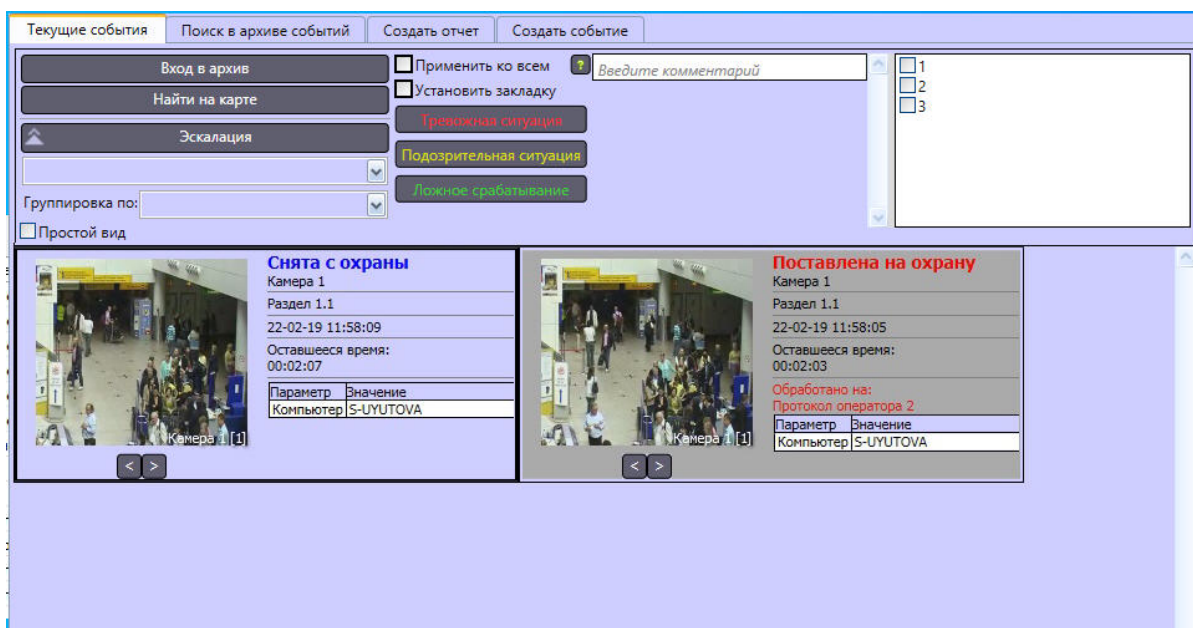 Текущие события
Поиск в архиве событий
Создать отчет
Создать событие
Вход в архив
Найти на карте
Эскалация
Группировка по:
Простой вид
Применить ко всем
Установить закладку
Тревожная ситуация
Подозрительная ситуация
Ложное срабатывание
?
Введите комментарий
1
2
3
Снята с охраны
Камера 1
Раздел 1.1
22-02-19 11:58:09
Оставшееся время:
00:02:07
Параметр Значение
Компьютер S-UYUTOVA
Камера 1 [1]
< >
Поставлена на охрану
Камера 1
Раздел 1.1
22-02-19 11:58:05
Оставшееся время:
00:02:03
Обработано на:
Протокол оператора 2
Параметр Значение
Компьютер S-UYUTOVA
Камера 1 [1]
< >